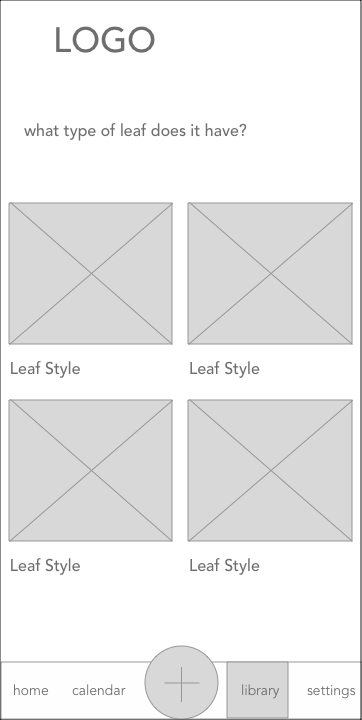 LOGO
what type of leaf does it have?
Leaf Style
Leaf Style
Leaf Style
Leaf Style
home
calendar
library
settings